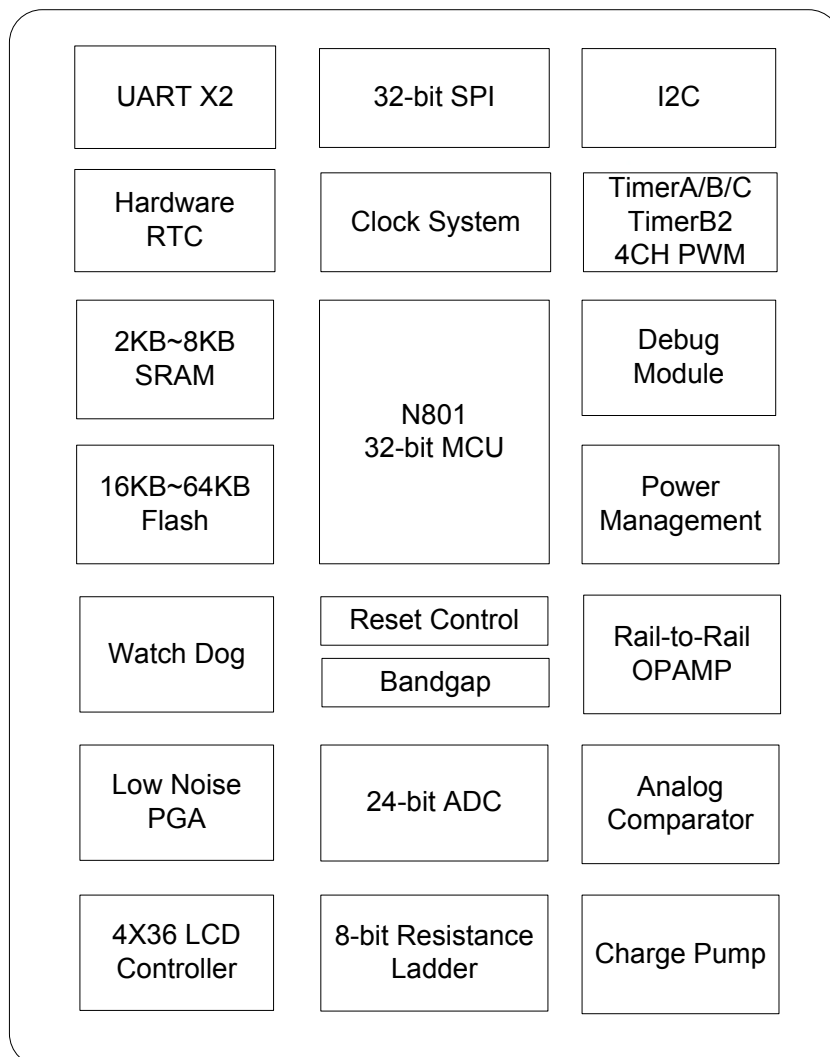 UART X2
32-bit SPI
I2C
Hardware
RTC
Clock System
TimerA/B/C
TimerB2
4CH PWM
2KB~8KB
SRAM
N801
32-bit MCU
Debug
Module
16KB~64KB
Flash
Power
Management
Watch Dog
Reset Control
Bandgap
Rail-to-Rail
OPAMP
Low Noise
PGA
24-bit ADC
Analog
Comparator
4X36 LCD
Controller
8-bit Resistance
Ladder
Charge Pump